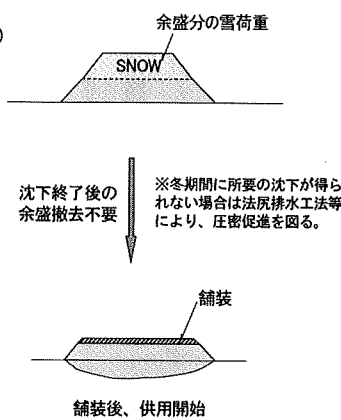 )
余盛分の雪荷重
SNOW
沈下終了後の
余盛撤去不要
※冬期間に所要の沈下が得ら
れない場合は法尻排水工法等
により、圧密促進を図る。
舗装
舗装後、供用開始